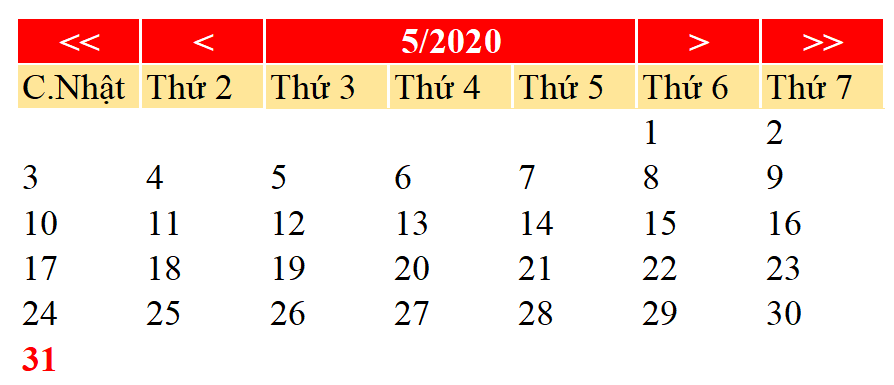 << < 5/2020 > >>
C.Nhật Thứ 2 Thứ 3 Thứ 4 Thứ 5 Thứ 6 Thứ 7
1 2
3 4 5 6 7 8 9
10 11 12 13 14 15 16
17 18 19 20 21 22 23
24 25 26 27 28 29 30
31